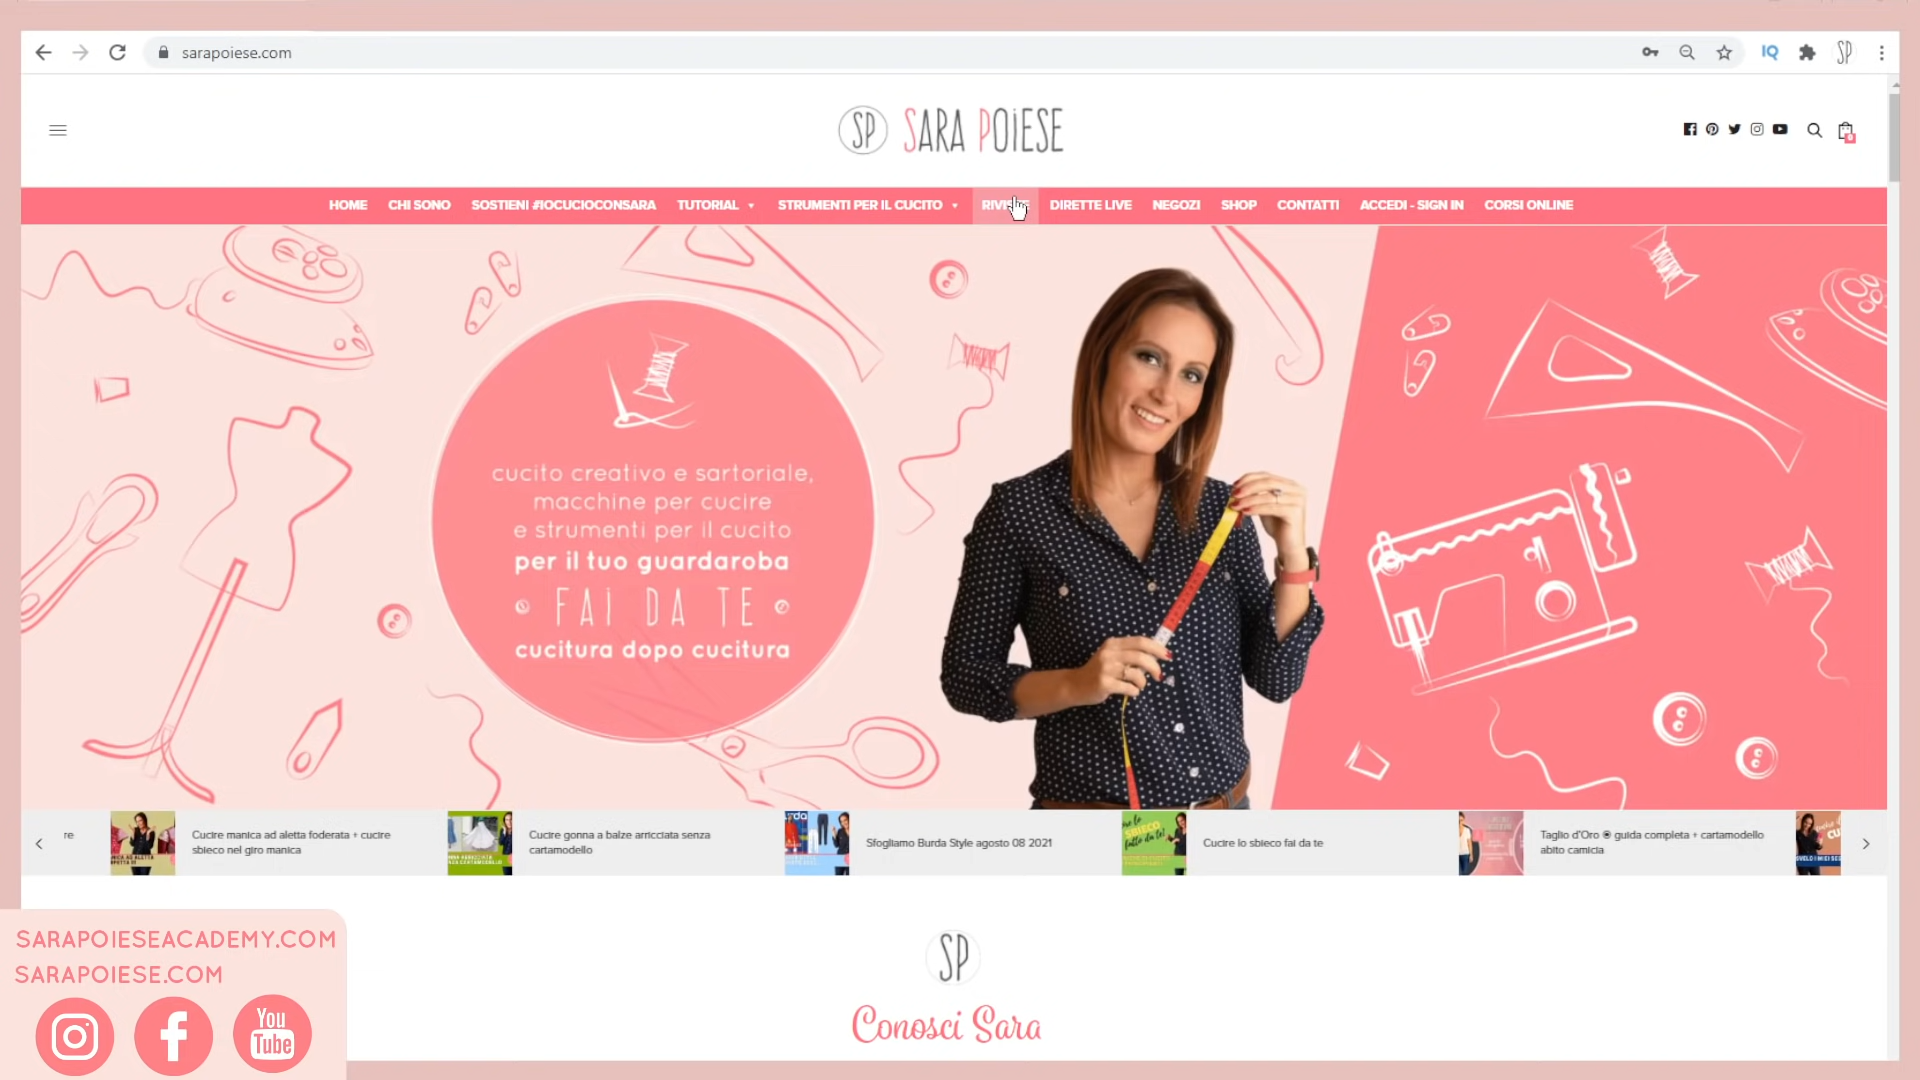 sarapoiese.com
IQ
SP
SP SARA POiESE
HOME CHI SONO SOSTIENI #IOCUCIOCONSARA TUTORIAL STRUMENTI PER IL CUCITO DIRETTE LIVE NEGOZI SHOP CONTATTI ACCEDI - SIGN IN CORSI ONLINE
cucito creativo e sartoriale,
macchine per cucire
e strumenti per il cucito
per il tuo guardaroba
FAi DA TE
cucitura dopo cucitura
re
Cucire manica ad aletta foderata + cucire
sbieco nel giro manica
Cucire gonna a balze arricciata senza
cartamodello
Sfogliamo Burda Style agosto 08 2021
Cucire lo sbieco fai da te
Taglio d'Oro ® guida completa + cartamodello
abito camicia
SP
Conosci Sara
SARAPOIESEACADEMY.COM
SARAPOIESE.COM
You
Tube